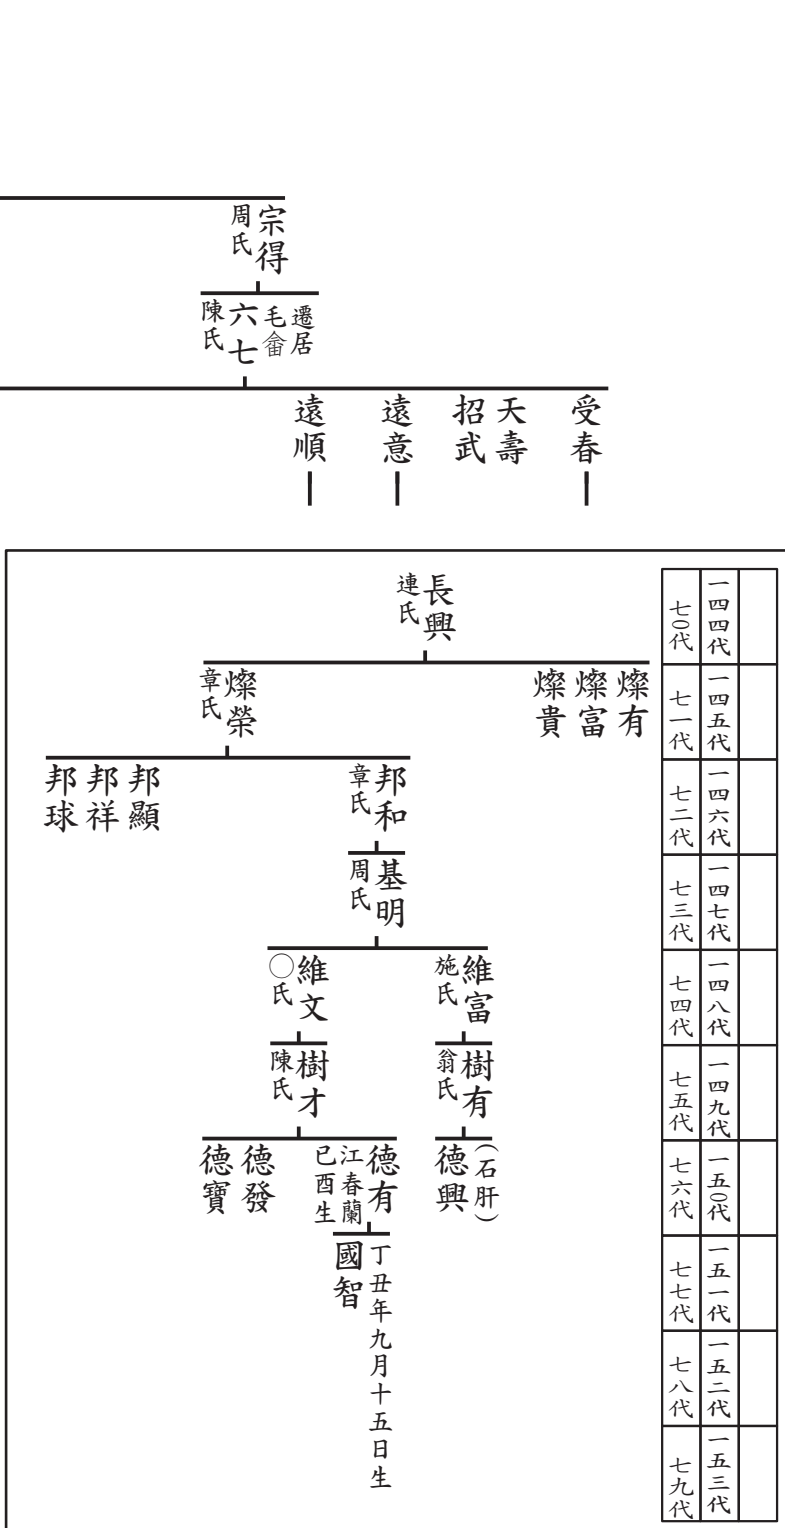 宗得
周氏
遷居
毛畲
六七
陳氏
受春
天壽
招武
遠意
遠順
一四四代
一四五代
一四六代
一四七代
一四八代
一四九代
一五0代
一五一代
一五二代
一五三代
七0代
七一代
七二代
七三代
七四代
七五代
七六代
七七代
七八代
七九代
長興
連氏
燦有
燦富
燦貴
燦榮
章氏
邦和
章氏
邦顯
邦祥
邦球
基明
周氏
維富
施氏
維文
〇氏
樹有
翁氏
樹才
陳氏
(石肝)
德興
德有
江春蘭
已酉生
德發
德寶
丁丑年九月十五日生
國智